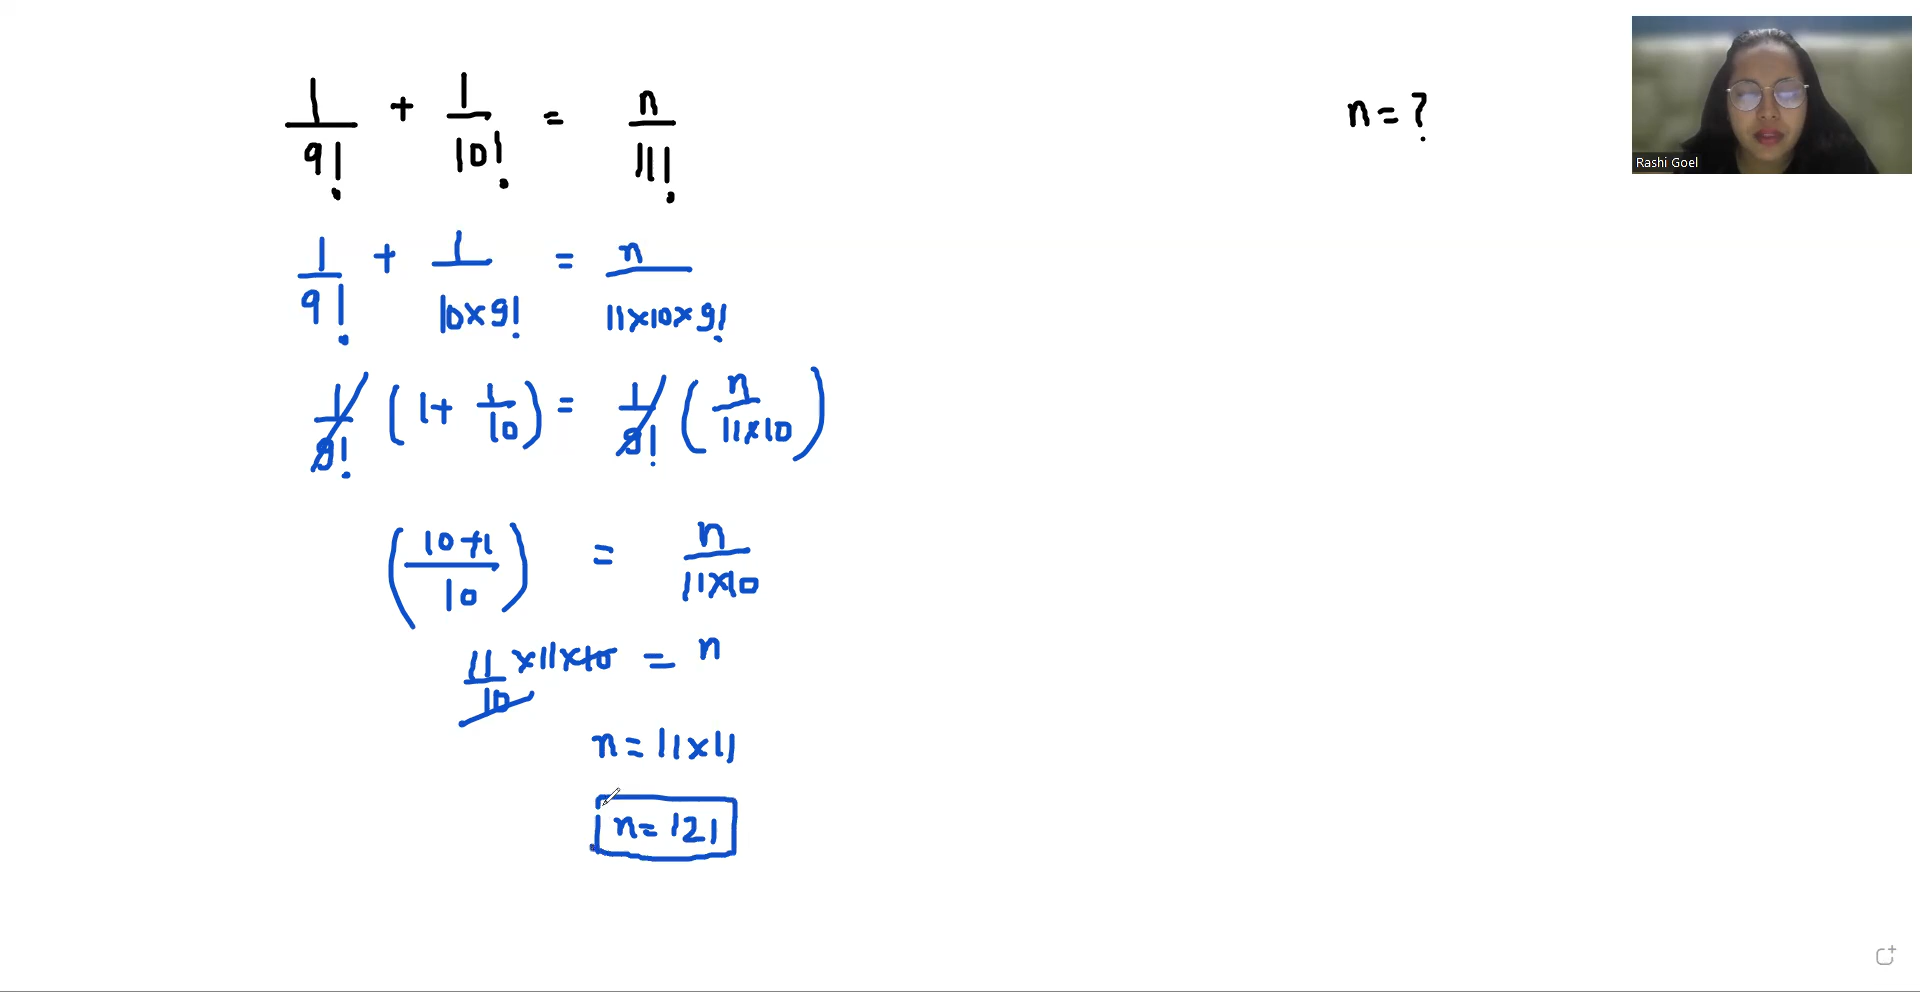 1/9! + 1/10! = n/11!
n = ?
Rashi Goel
1/9! + 1/10×9! = n/11×10×9!
1/9! (1 + 1/10) = 1/9! (n/11×10)
(10+1/10) = n/11×10
11/10 ×11×10 = n
n = 11×11
n = 121